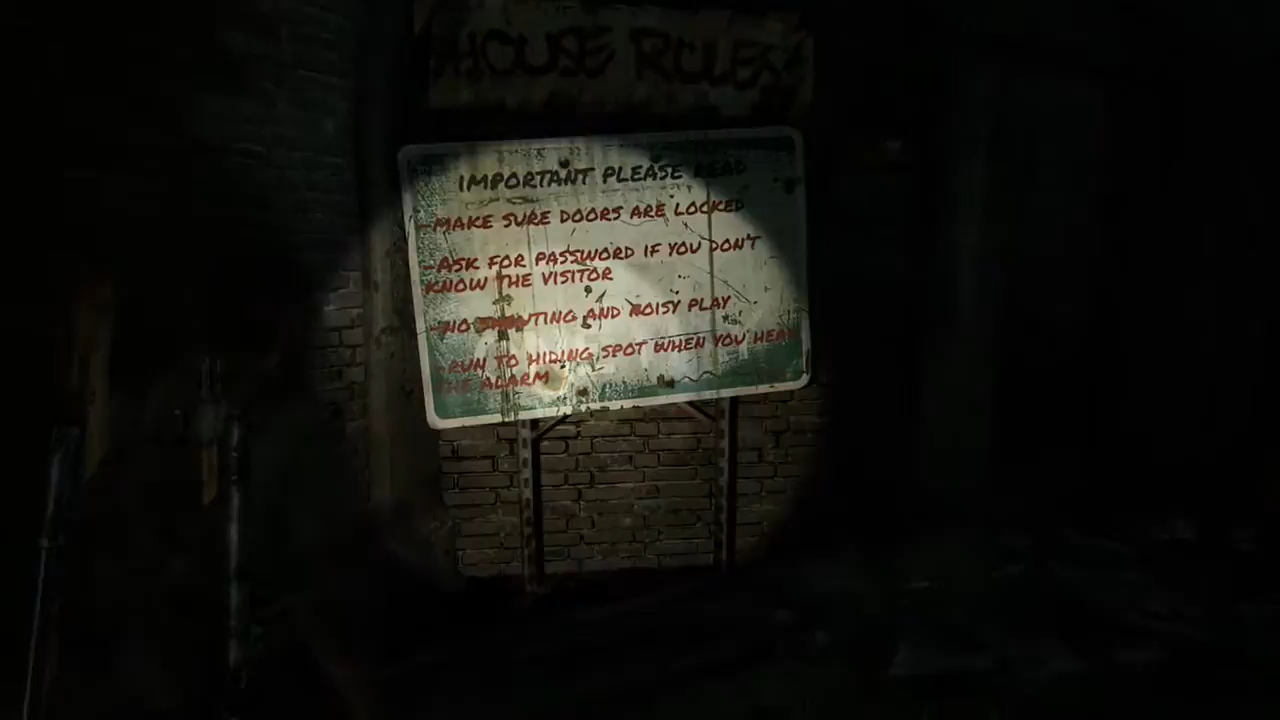 HOUSE RULES
IMPORTANT PLEASE READ
-MAKE SURE DOORS ARE LOCKED
-ASK FOR PASSWORD IF YOU DON'T
KNOW THE VISITOR
-NO SHOUTING AND NOISY PLAY
-RUN TO HIDING SPOT WHEN YOU HEAR
THE ALARM